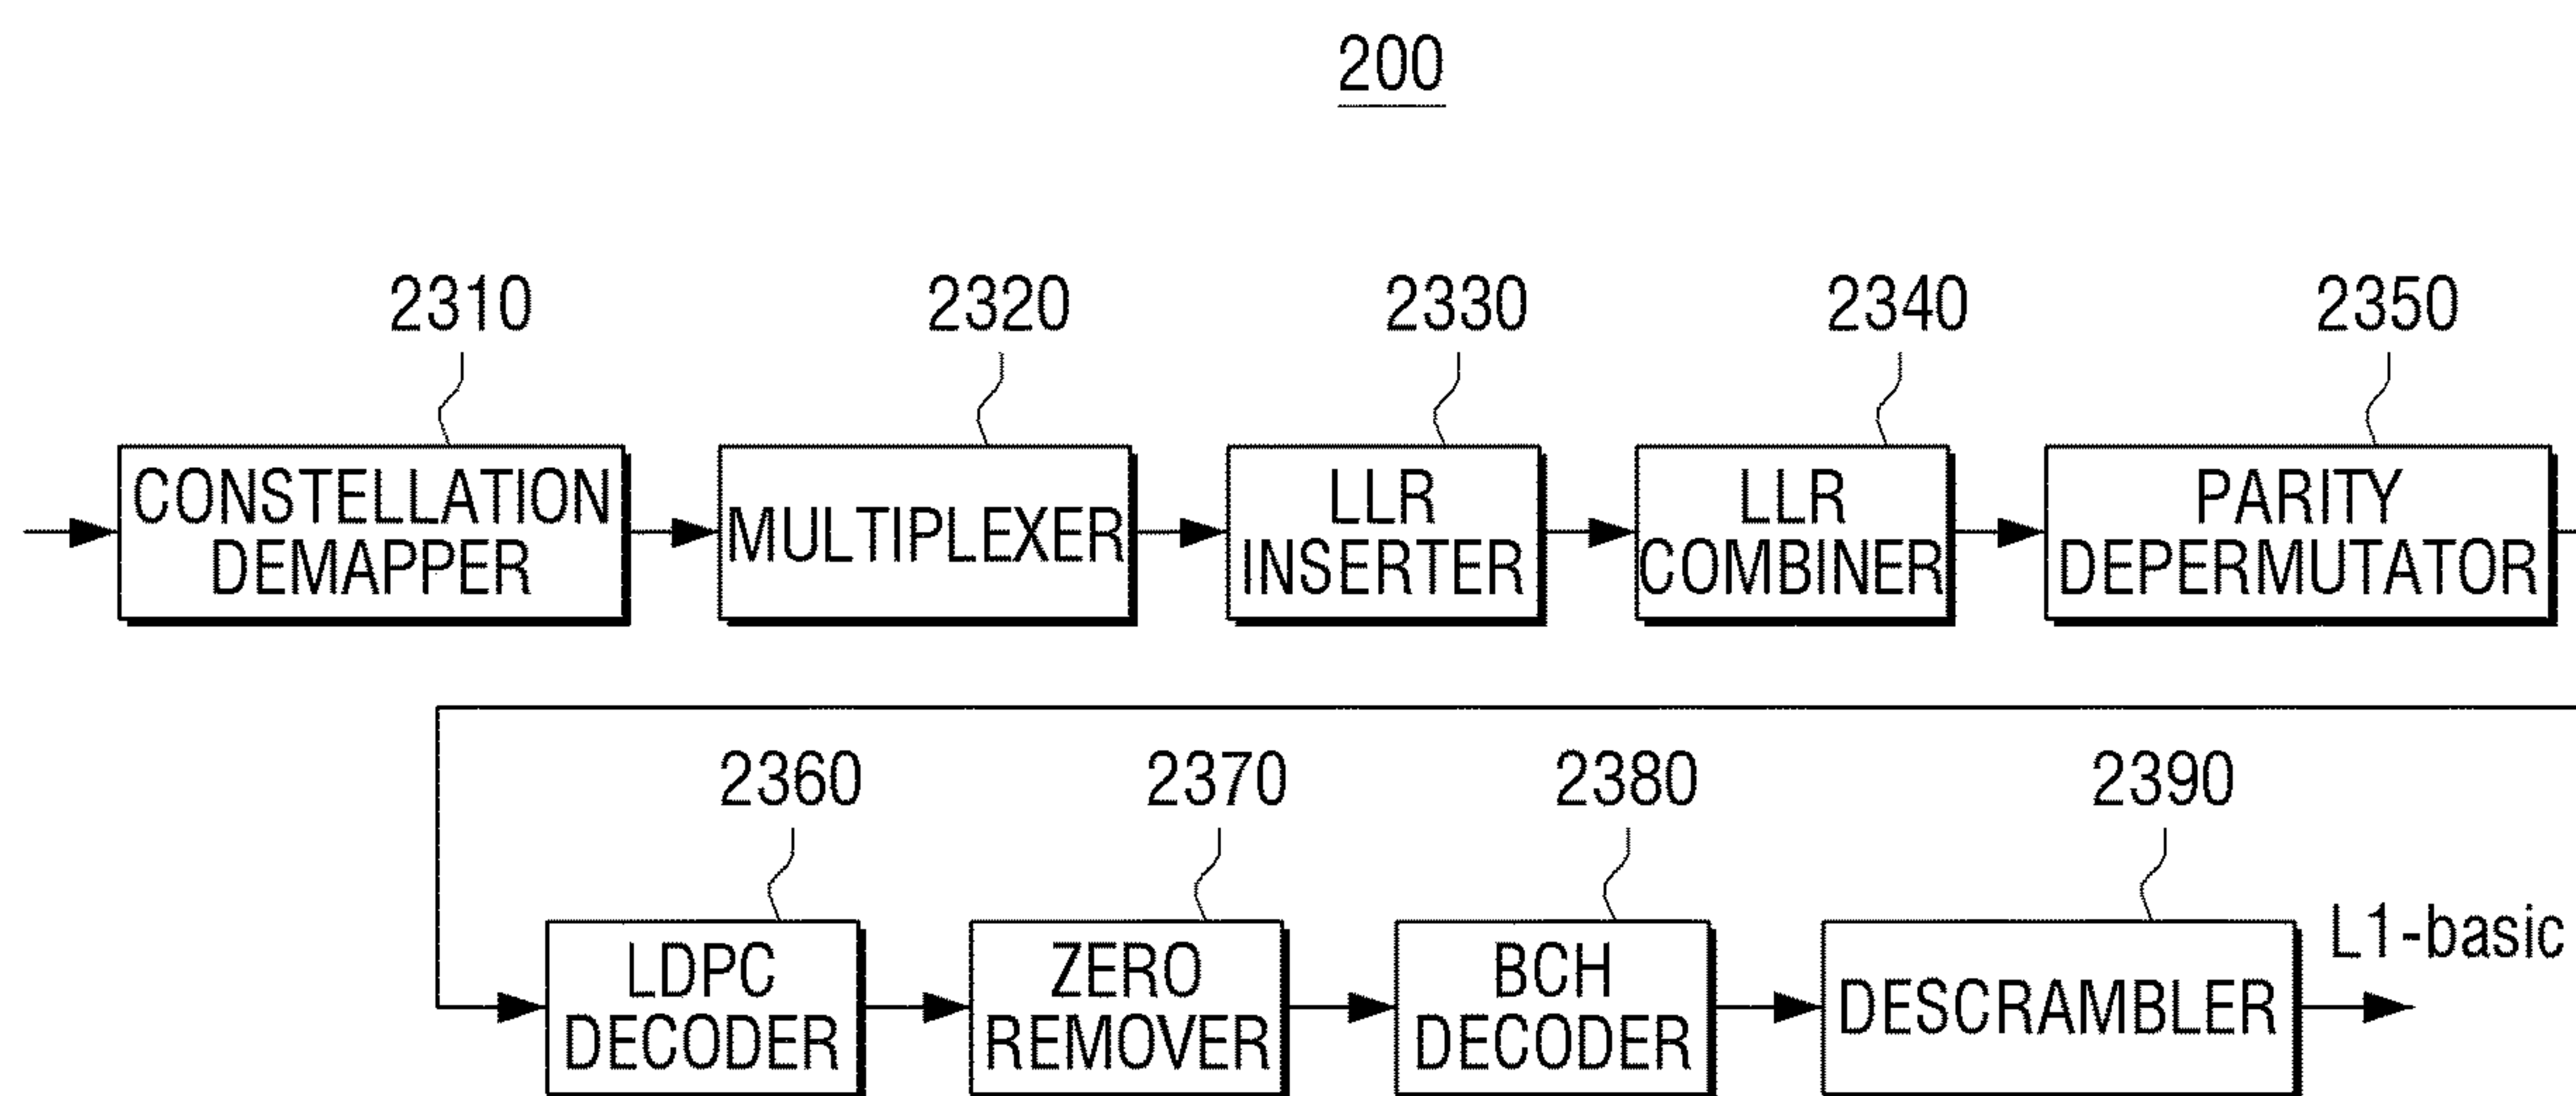 200
2310
2320
2330
2340
2350
CONSTELLATION
DEMAPPER
MULTIPLEXER
LLR
INSERTER
LLR
COMBINER
PARITY
DEPERMUTATOR
2360
2370
2380
2390
LDPC
DECODER
ZERO
REMOVER
BCH
DECODER
DESCRAMBLER
L1-basic